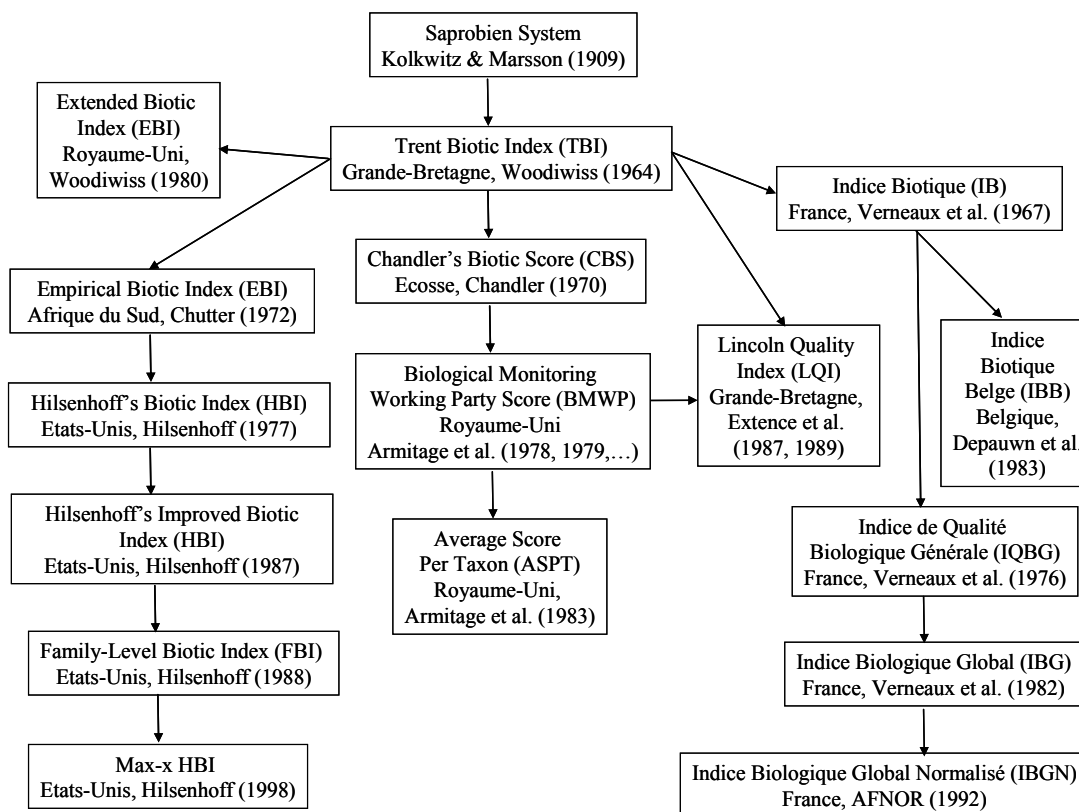 Saprobien System
Kolkwitz & Marsson (1909)
Extended Biotic
Index (EBI)
Royaume-Uni,
Woodiwiss (1980)
Trent Biotic Index (TBI)
Grande-Bretagne, Woodiwiss (1964)
Indice Biotique (IB)
France, Verneaux et al. (1967)
Chandler's Biotic Score (CBS)
Ecosse, Chandler (1970)
Empirical Biotic Index (EBI)
Afrique du Sud, Chutter (1972)
Lincoln Quality
Index (LQI)
Grande-Bretagne,
Extence et al.
(1987, 1989)
Indice
Biotique
Belge (IBB)
Belgique,
Depauwn et al.
(1983)
Biological Monitoring
Working Party Score (BMWP)
Royaume-Uni
Armitage et al. (1978, 1979,…)
Hilsenhoff's Biotic Index (HBI)
Etats-Unis, Hilsenhoff (1977)
Hilsenhoff's Improved Biotic
Index (HBI)
Etats-Unis, Hilsenhoff (1987)
Average Score
Per Taxon (ASPT)
Royaume-Uni,
Armitage et al. (1983)
Indice de Qualité
Biologique Générale (IQBG)
France, Verneaux et al. (1976)
Family-Level Biotic Index (FBI)
Etats-Unis, Hilsenhoff (1988)
Indice Biologique Global (IBG)
France, Verneaux et al. (1982)
Max-x HBI
Etats-Unis, Hilsenhoff (1998)
Indice Biologique Global Normalisé (IBGN)
France, AFNOR (1992)